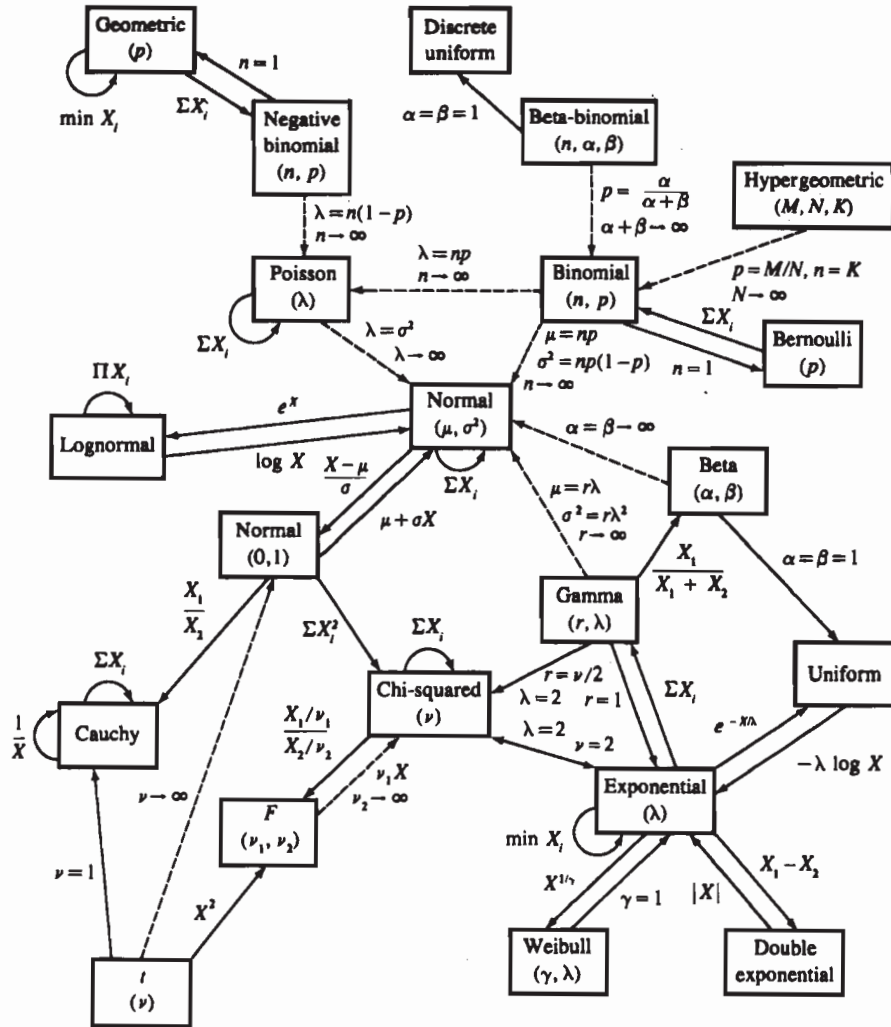 Geometric
(p)
n = 1
min X_i
ΣX_i
Negative
binomial
(n, p)
Discrete
uniform
α = β = 1
Beta-binomial
(n, α, β)
p = α / (α + β)
α + β → ∞
Hypergeometric
(M, N, K)
λ = n(1 − p)
n → ∞
λ = np
n → ∞
Poisson
(λ)
ΣX_i
Binomial
(n, p)
p = M/N, n = K
N → ∞
ΣX_i
Bernoulli
(p)
n = 1
λ = σ²
λ → ∞
μ = np
σ² = np(1 − p)
n → ∞
ΠX_i
Lognormal
e^X
log X
Normal
(μ, σ²)
ΣX_i
α = β → ∞
Beta
(α, β)
(X − μ) / σ
μ + σX
μ = rλ
σ² = rλ²
r → ∞
Normal
(0,1)
X_1 / (X_1 + X_2)
α = β = 1
Gamma
(r, λ)
X_1 / X_2
ΣX_i²
ΣX_i
ΣX_i
Cauchy
1 / X
Chi-squared
(ν)
r = ν/2
λ = 2
r = 1
ΣX_i
Uniform
(X_1/ν_1) / (X_2/ν_2)
ν_1 X
ν_2 → ∞
λ = 2
ν = 2
e^{−X/λ}
−λ log X
ν → ∞
F
(ν_1, ν_2)
Exponential
(λ)
min X_i
ν = 1
X²
X^{1/γ}
γ = 1
|X|
X_1 − X_2
t
(ν)
Weibull
(γ, λ)
Double
exponential